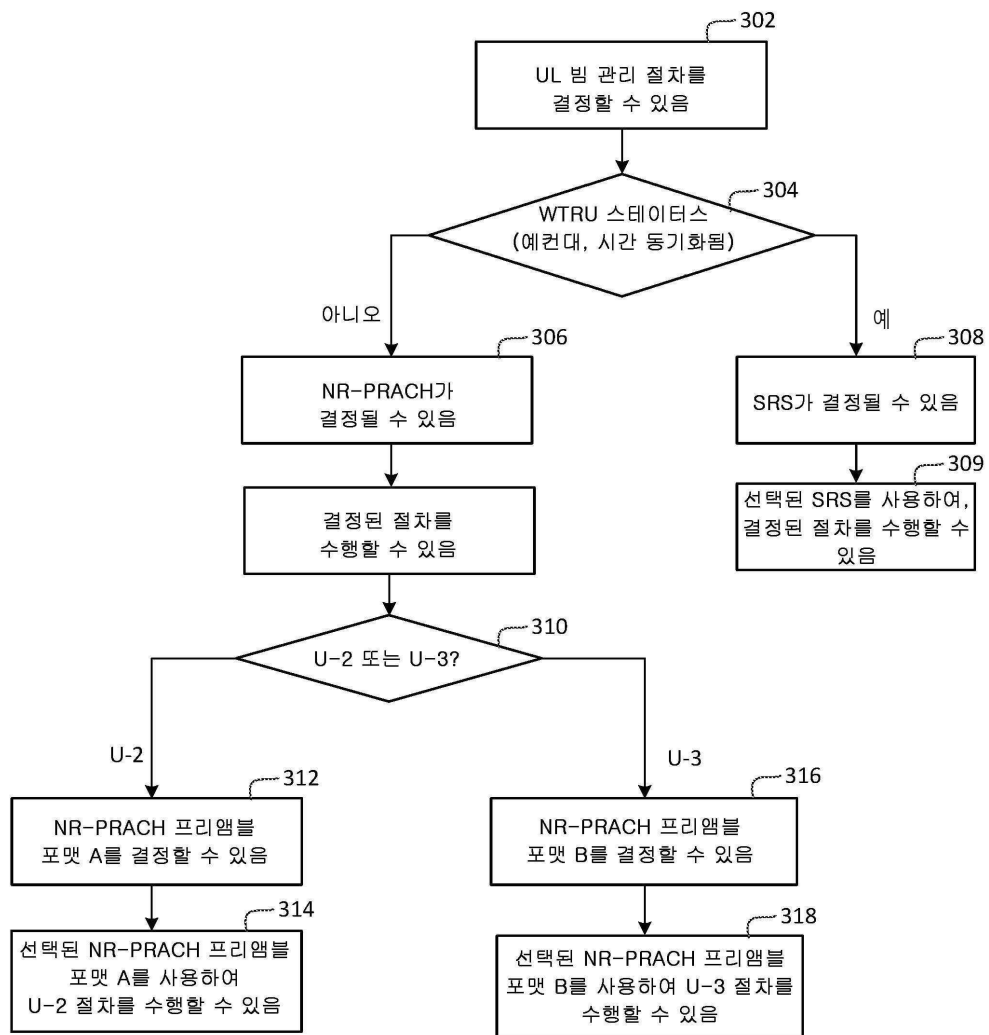 302
UL 빔 관리 절차를
결정할 수 있음
304
WTRU 스테이터스
(예컨대, 시간 동기화됨)
아니오
예
306
NR-PRACH가
결정될 수 있음
308
SRS가 결정될 수 있음
309
선택된 SRS를 사용하여,
결정된 절차를 수행할 수
있음
결정된 절차를
수행할 수 있음
310
U-2 또는 U-3?
U-2
U-3
312
NR-PRACH 프리앰블
포맷 A를 결정할 수 있음
316
NR-PRACH 프리앰블
포맷 B를 결정할 수 있음
314
선택된 NR-PRACH 프리앰블
포맷 A를 사용하여
U-2 절차를 수행할 수 있음
318
선택된 NR-PRACH 프리앰블
포맷 B를 사용하여 U-3 절차를
수행할 수 있음